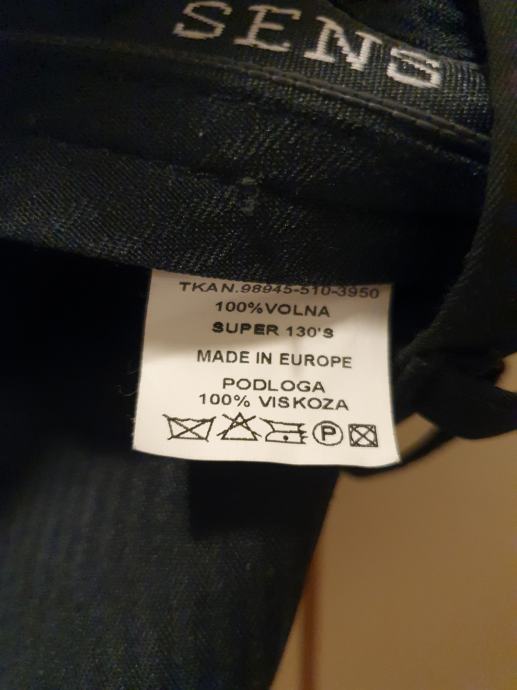 SENS
TKAN.98945-510-3950
100%VOLNA
SUPER 130'S
MADE IN EUROPE
PODLOGA
100% VISKOZA
P